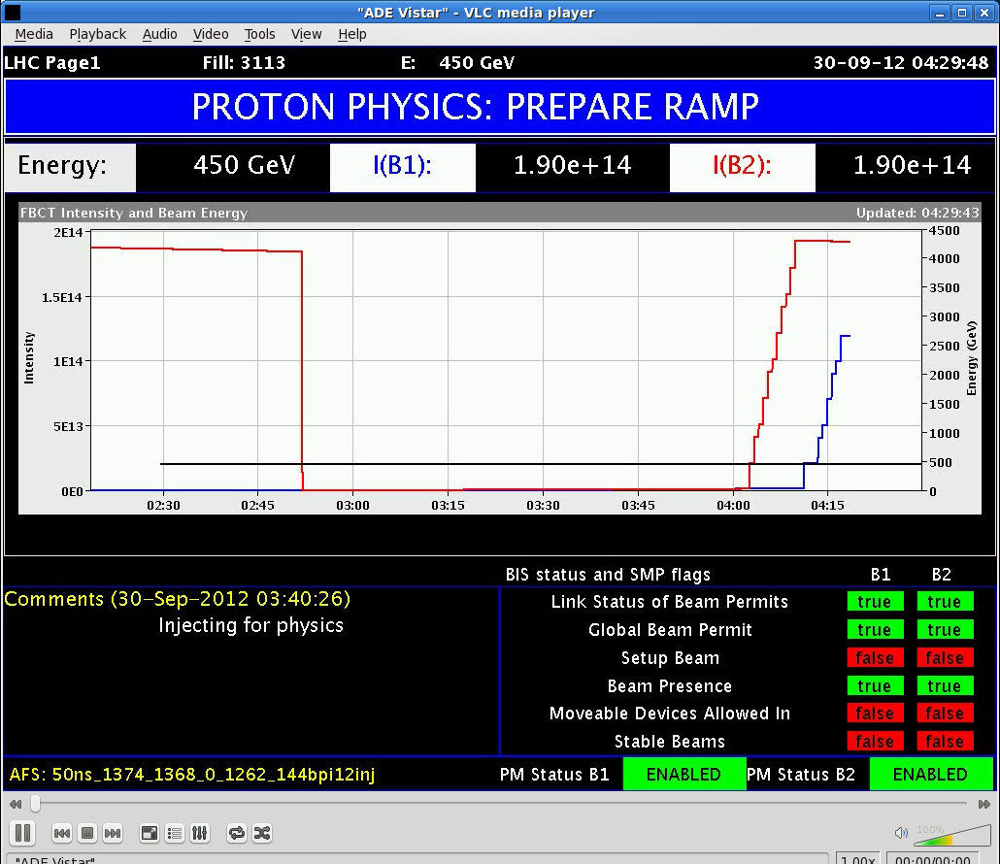 "ADE Vistar" - VLC media player
Media Playback Audio Video Tools View Help
LHC Page1 Fill: 3113 E: 450 GeV 30-09-12 04:29:48
PROTON PHYSICS: PREPARE RAMP
Energy: 450 GeV I(B1): 1.90e+14 I(B2): 1.90e+14
FBCT Intensity and Beam Energy Updated: 04:29:43
2E14
1.5E14
1E14
5E13
0E0
Intensity
4500
4000
3500
3000
2500
2000
1500
1000
500
0
Energy (GeV)
02:30 02:45 03:00 03:15 03:30 03:45 04:00 04:15
BIS status and SMP flags B1 B2
Comments (30-Sep-2012 03:40:26)
Injecting for physics
Link Status of Beam Permits true true
Global Beam Permit true true
Setup Beam false false
Beam Presence true true
Moveable Devices Allowed In false false
Stable Beams false false
AFS: 50ns_1374_1368_0_1262_144bpi12inj PM Status B1 ENABLED PM Status B2 ENABLED
100%
"ADE Vistar" 1.00x 00:00/00:00